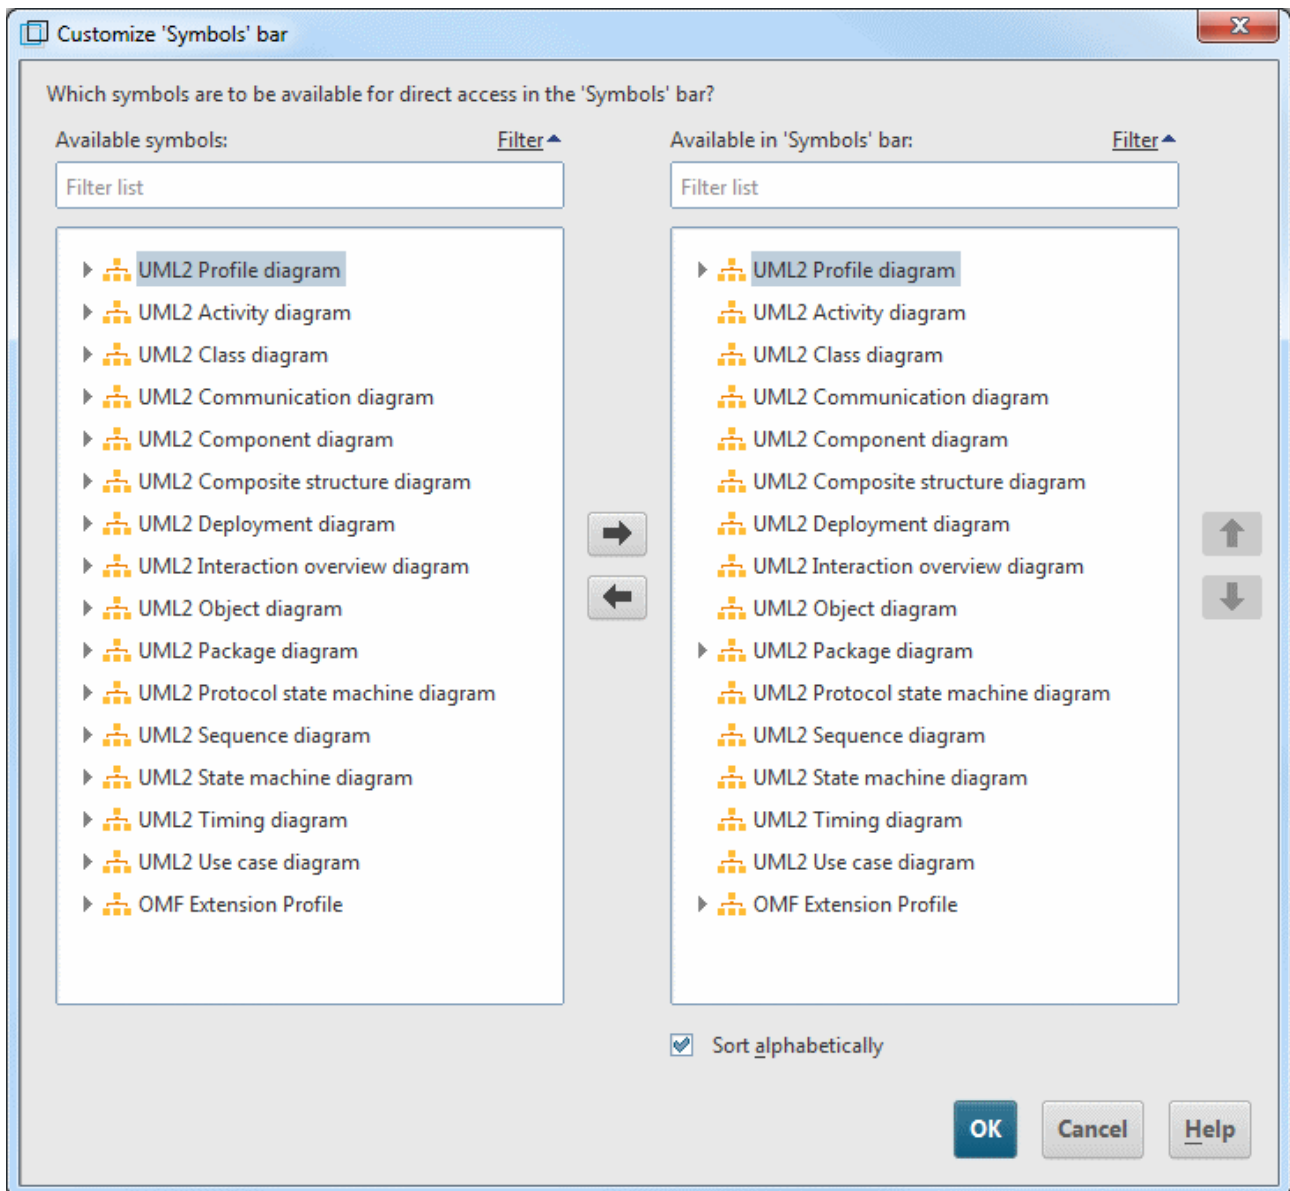 Customize 'Symbols' bar
Which symbols are to be available for direct access in the 'Symbols' bar?
Available symbols:
Filter
Filter list
UML2 Profile diagram
UML2 Activity diagram
UML2 Class diagram
UML2 Communication diagram
UML2 Component diagram
UML2 Composite structure diagram
UML2 Deployment diagram
UML2 Interaction overview diagram
UML2 Object diagram
UML2 Package diagram
UML2 Protocol state machine diagram
UML2 Sequence diagram
UML2 State machine diagram
UML2 Timing diagram
UML2 Use case diagram
OMF Extension Profile
Available in 'Symbols' bar:
Filter
Filter list
UML2 Profile diagram
UML2 Activity diagram
UML2 Class diagram
UML2 Communication diagram
UML2 Component diagram
UML2 Composite structure diagram
UML2 Deployment diagram
UML2 Interaction overview diagram
UML2 Object diagram
UML2 Package diagram
UML2 Protocol state machine diagram
UML2 Sequence diagram
UML2 State machine diagram
UML2 Timing diagram
UML2 Use case diagram
OMF Extension Profile
Sort alphabetically
OK
Cancel
Help